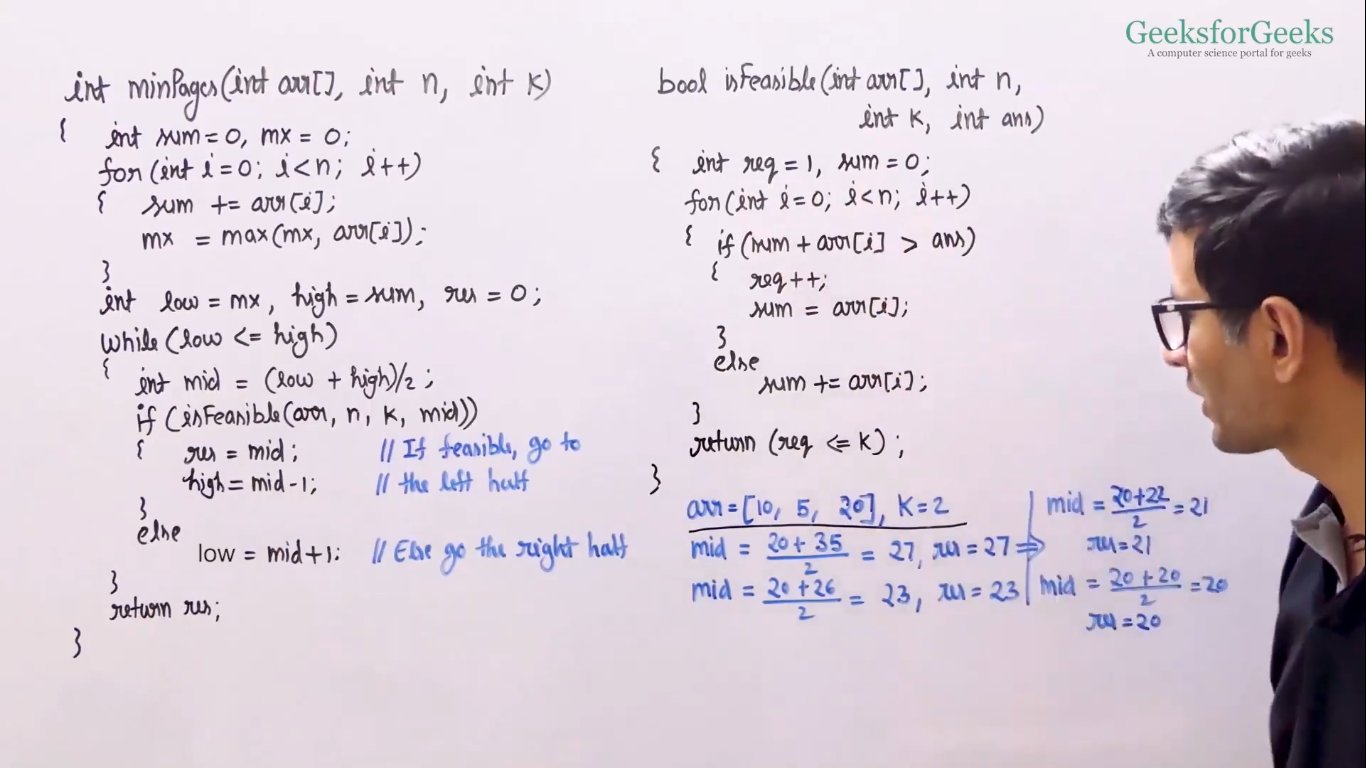 GeeksforGeeks
A computer science portal for geeks
int minPages(int arr[], int n, int k)
{ int sum = 0, mx = 0;
for(int i = 0; i < n; i++)
{ sum += arr[i];
mx = max(mx, arr[i]);
}
int low = mx, high = sum, res = 0;
while(low <= high)
{ int mid = (low + high)/2;
if (isFeasible(arr, n, k, mid))
{ res = mid; // If feasible, go to
high = mid-1; // the left half
}
else
low = mid+1; // Else go the right half
}
return res;
}
bool isFeasible(int arr[], int n,
int k, int ans)
{ int req = 1, sum = 0;
for(int i = 0; i < n; i++)
{ if (sum + arr[i] > ans)
{ req++;
sum = arr[i];
}
else
sum += arr[i];
}
return (req <= k);
}
arr = [10, 5, 20], K = 2
mid = 20 + 35 / 2 = 27, res = 27 ⇒
mid = 20 + 26 / 2 = 23, res = 23
mid = 20+22 / 2 = 21
res = 21
mid = 20 + 20 / 2 = 20
res = 20